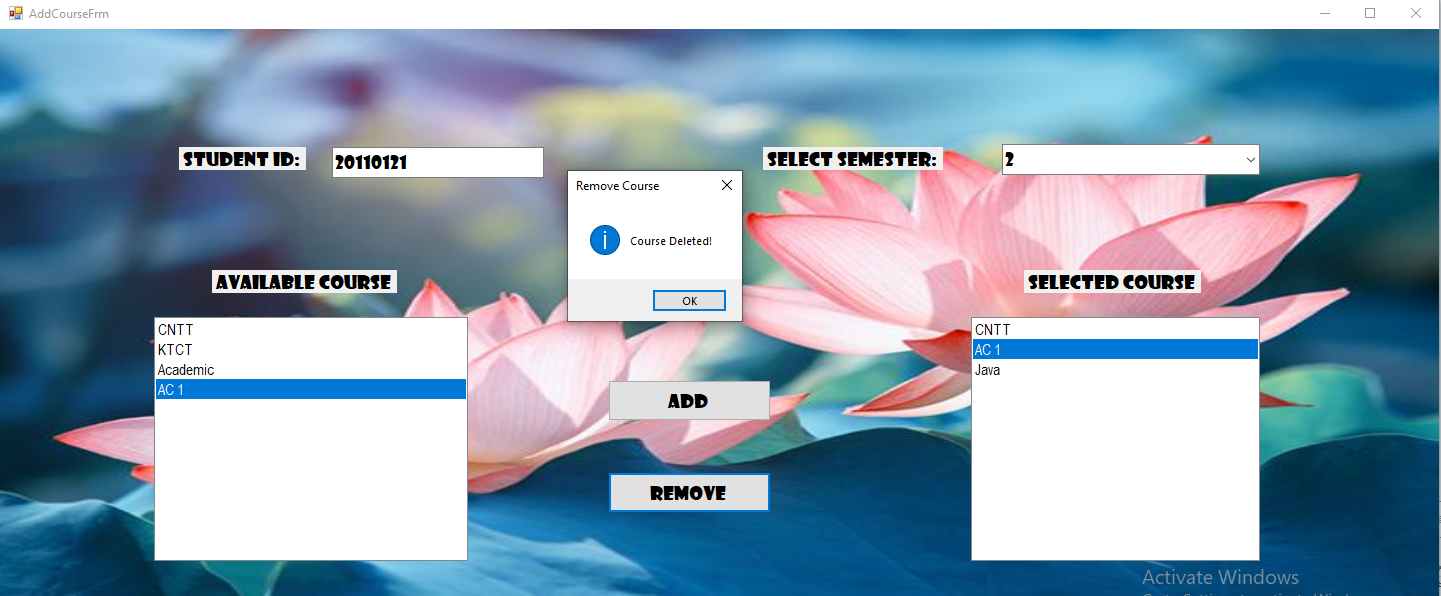 AddCourseFrm
STUDENT ID:
20110121
SELECT SEMESTER:
2
Remove Course
Course Deleted!
OK
AVAILABLE COURSE
SELECTED COURSE
CNTT
KTCT
Academic
AC 1
CNTT
AC 1
Java
ADD
REMOVE
Activate Windows